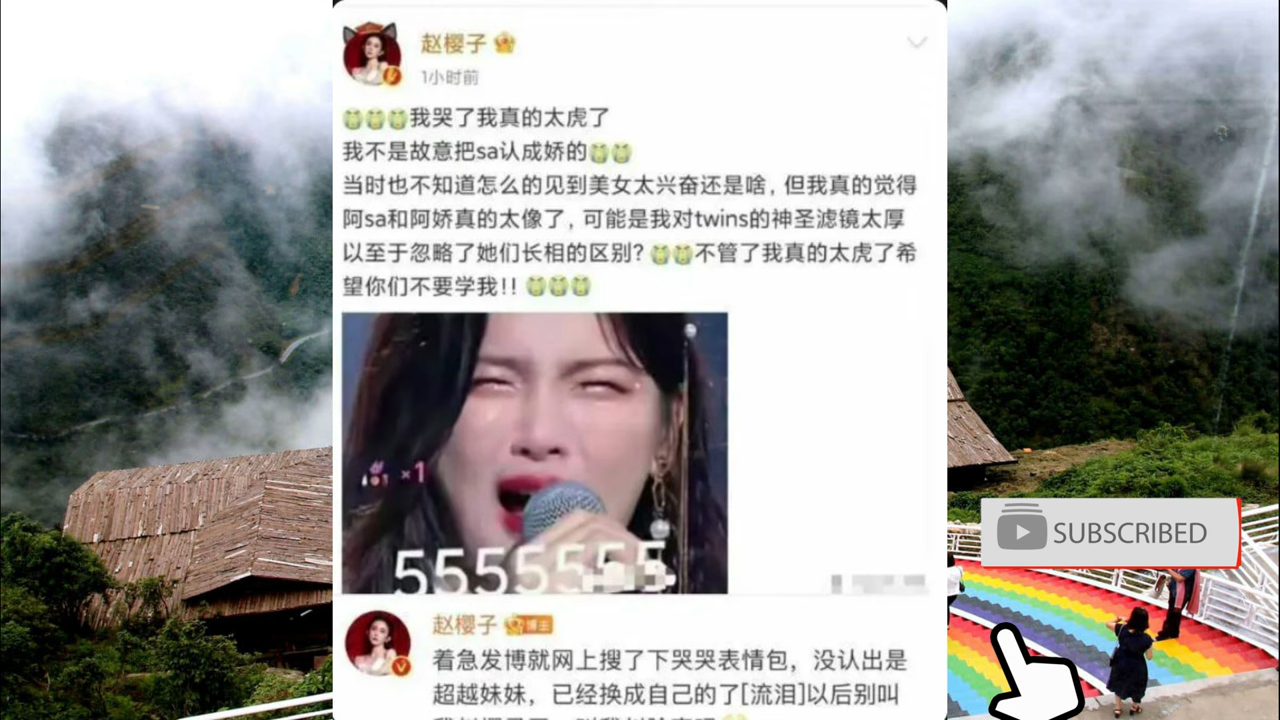 赵樱子
1小时前
我哭了我真的太虎了
我不是故意把sa认成娇的
当时也不知道怎么的见到美女太兴奋还是啥，但我真的觉得
阿sa和阿娇真的太像了，可能是我对twins的神圣滤镜太厚
以至于忽略了她们长相的区别？不管了我真的太虎了希
望你们不要学我！！
×1
5555555
赵樱子 博主
着急发博就网上搜了下哭哭表情包，没认出是
超越妹妹，已经换成自己的了[流泪]以后别叫
SUBSCRIBED